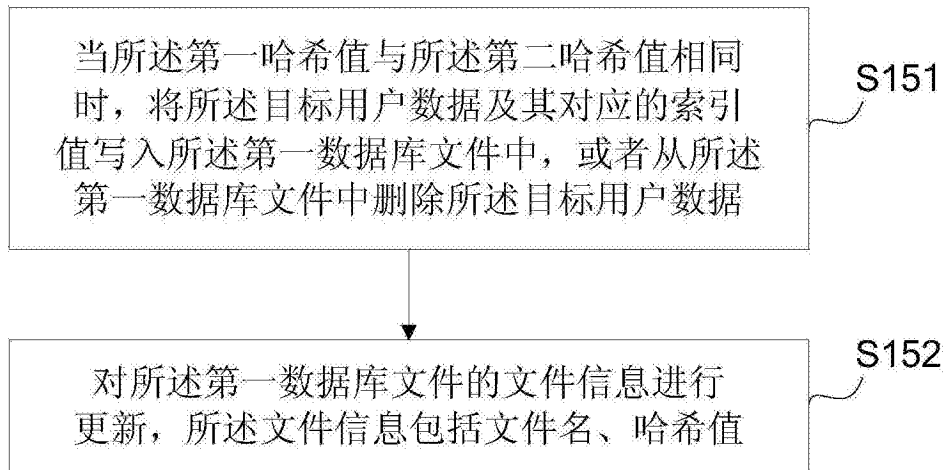 当所述第一哈希值与所述第二哈希值相同
时，将所述目标用户数据及其对应的索引
值写入所述第一数据库文件中，或者从所述
第一数据库文件中删除所述目标用户数据
S151
对所述第一数据库文件的文件信息进行
更新，所述文件信息包括文件名、哈希值
S152